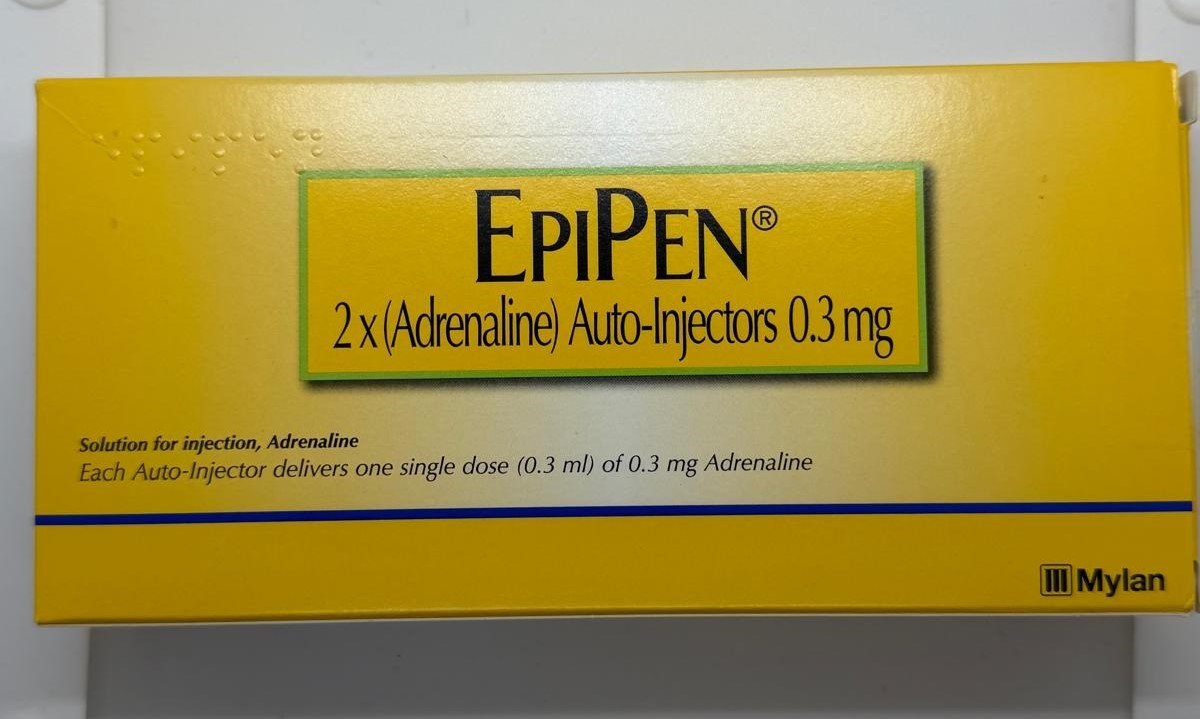 EPIPEN®
2 x (Adrenaline) Auto-Injectors 0.3 mg
Solution for injection, Adrenaline
Each Auto-Injector delivers one single dose (0.3 ml) of 0.3 mg Adrenaline
Mylan